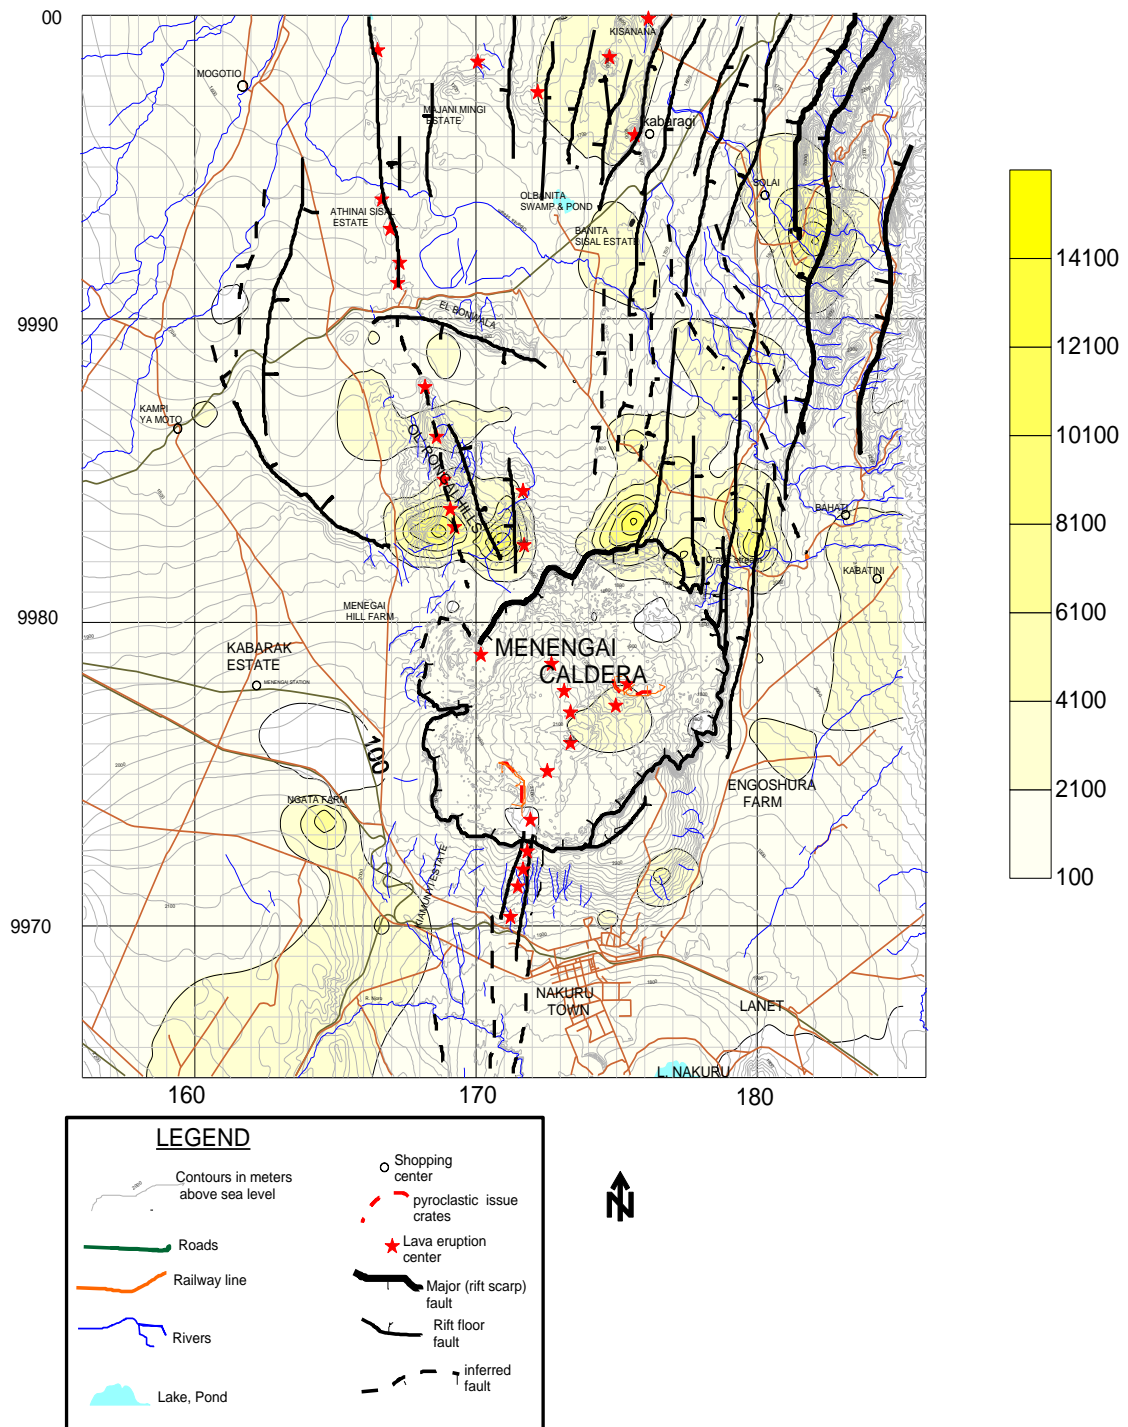 00
KISANANA
MOGOTIO
MAJANI MINGI
ESTATE
Kabaragi
SOLAI
OLBANITA
SWAMP & POND
ATHINAI SISAL
ESTATE
BANITA
SISAL ESTATE
14100
EL BONWALA
9990
12100
KAMPI
YA MOTO
OL RONGAI HILLS
10100
BAHATI
8100
KABATINI
MENEGAI
HILL FARM
9980
6100
KABARAK
ESTATE
MENENGAI
CALDERA
MENENGAI STATION
4100
100
ENGOSHURA
FARM
2100
NGATA FARM
100
KIAMUNYI ESTATE
9970
NAKURU
TOWN
LANET
L. NAKURU
160
170
180
LEGEND
Contours in meters
above sea level
Roads
Railway line
Rivers
Lake, Pond
Shopping
center
pyroclastic issue
crates
Lava eruption
center
Major (rift scarp)
fault
Rift floor
fault
inferred
fault
N